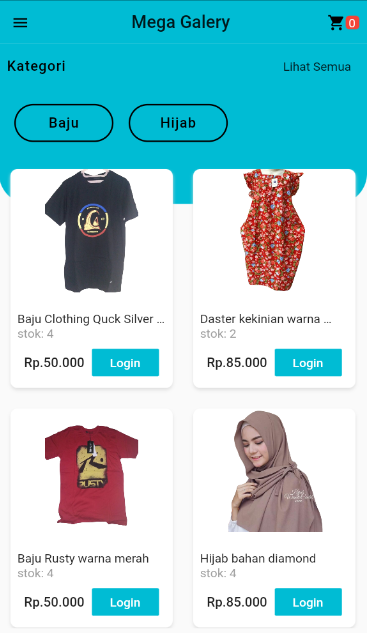 Mega Galery
0
Kategori
Lihat Semua
Baju
Hijab
Baju Clothing Quck Silver ...
stok: 4
Rp.50.000
Login
Daster kekinian warna ...
stok: 2
Rp.85.000
Login
RUSTY
Baju Rusty warna merah
stok: 4
Rp.50.000
Login
Hijab bahan diamond
stok: 4
Rp.85.000
Login